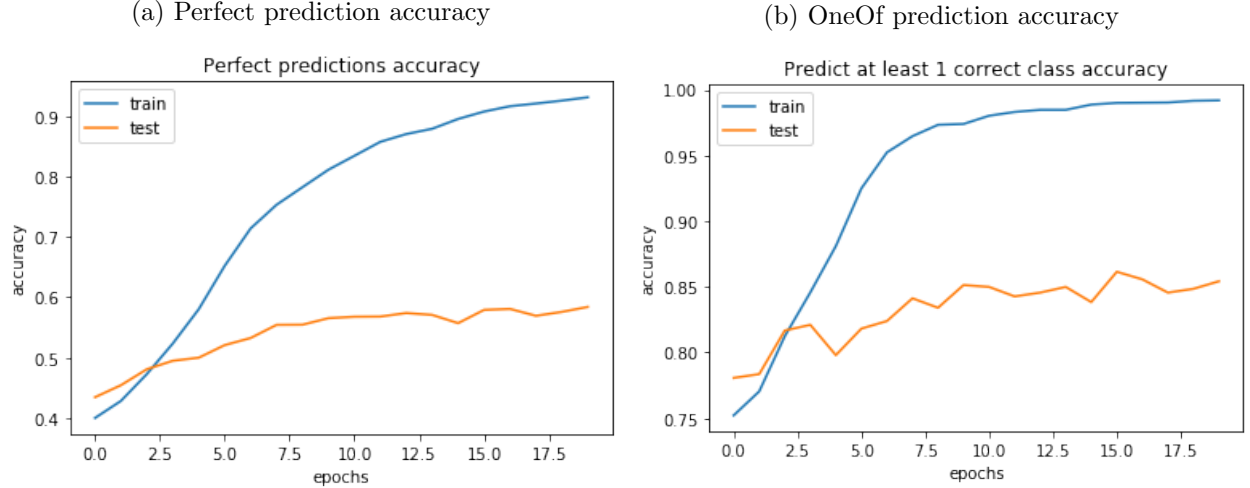 (a) Perfect prediction accuracy
Perfect predictions accuracy
train
test
0.9
0.8
0.7
0.6
0.5
0.4
accuracy
0.0 2.5 5.0 7.5 10.0 12.5 15.0 17.5
epochs
(b) OneOf prediction accuracy
Predict at least 1 correct class accuracy
train
test
1.00
0.95
0.90
0.85
0.80
0.75
accuracy
0.0 2.5 5.0 7.5 10.0 12.5 15.0 17.5
epochs